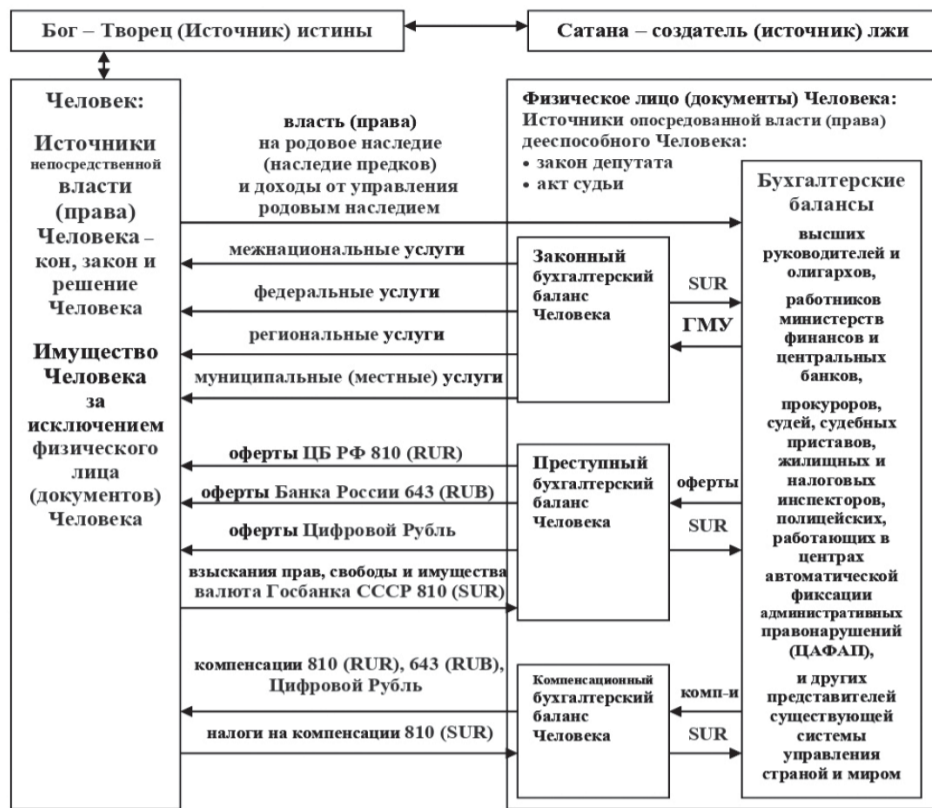 Бог – Творец (Источник) истины
Сатана – создатель (источник) лжи
Человек:
Источники
непосредственной
власти
(права)
Человека –
кон, закон и
решение
Человека
Имущество
Человека
за
исключением
физического
лица
(документов)
Человека
власть (права)
на родовое наследие
(наследие предков)
и доходы от управления
родовым наследием
межнациональные услуги
федеральные услуги
региональные услуги
муниципальные (местные) услуги
оферты ЦБ РФ 810 (RUR)
оферты Банка России 643 (RUB)
оферты Цифровой Рубль
взыскания прав, свободы и имущества
валюта Госбанка СССР 810 (SUR)
компенсации 810 (RUR), 643 (RUB),
Цифровой Рубль
налоги на компенсации 810 (SUR)
Физическое лицо (документы) Человека:
Источники опосредованной власти (права)
дееспособного Человека:
• закон депутата
• акт судьи
Законный
бухгалтерский
баланс
Человека
SUR
ГМУ
Преступный
бухгалтерский
баланс
Человека
оферты
SUR
Компенсационный
бухгалтерский
баланс
Человека
комп-и
SUR
Бухгалтерские
балансы
высших
руководителей и
олигархов,
работников
министерств
финансов и
центральных
банков,
прокуроров,
судей, судебных
приставов,
жилищных и
налоговых
инспекторов,
полицейских,
работающих в
центрах
автоматической
фиксации
административных
правонарушений
(ЦАФАП),
и других
представителей
существующей
системы
управления
страной и миром